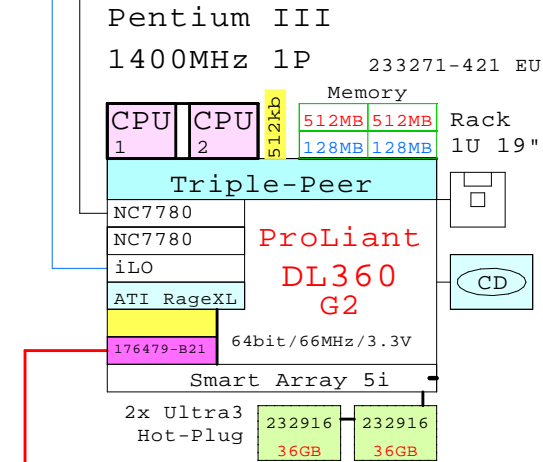 Pentium III
1400MHz 1P
233271-421 EU
Memory
CPU 1
CPU 2
512kb
512MB 512MB
128MB 128MB
Rack
1U 19"
Triple-Peer
NC7780
NC7780
iLO
ATI RageXL
176479-B21
ProLiant
DL360
G2
64bit/66MHz/3.3V
CD
Smart Array 5i
2x Ultra3
Hot-Plug
232916
36GB
232916
36GB